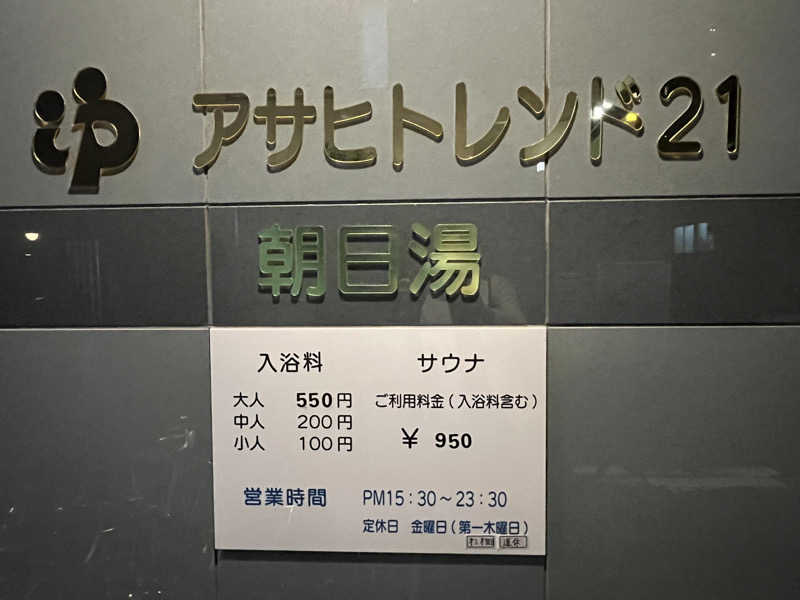 ゆ アサヒトレンド21
朝日湯
入浴料
大人 550円
中人 200円
小人 100円
サウナ
ご利用料金(入浴料含む)
¥ 950
営業時間 PM15:30～23:30
定休日 金曜日(第一木曜日)
連休